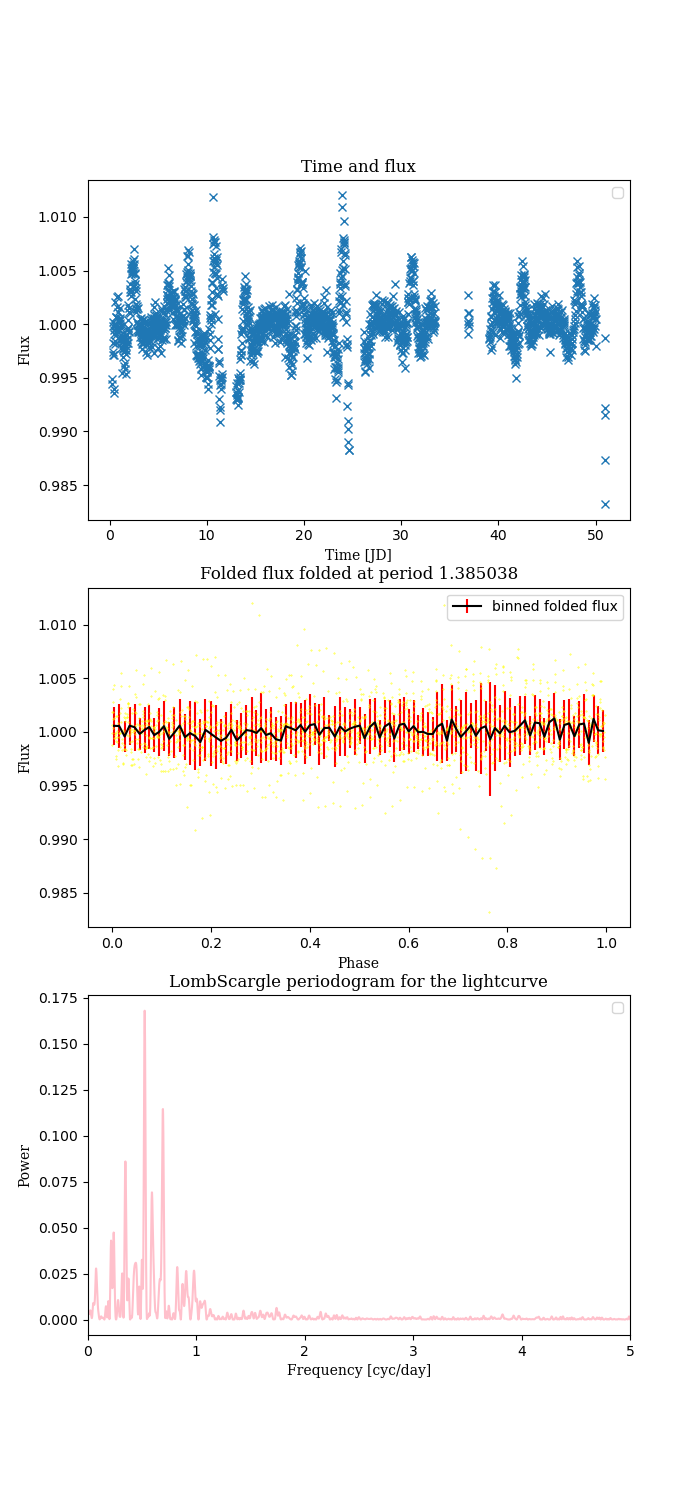 Time and flux
1.010
1.005
1.000
0.995
0.990
0.985
Flux
0 10 20 30 40 50
Time [JD]
Folded flux folded at period 1.385038
binned folded flux
1.010
1.005
1.000
0.995
0.990
0.985
Flux
0.0 0.2 0.4 0.6 0.8 1.0
Phase
LombScargle periodogram for the lightcurve
0.175
0.150
0.125
0.100
0.075
0.050
0.025
0.000
Power
0 1 2 3 4 5
Frequency [cyc/day]